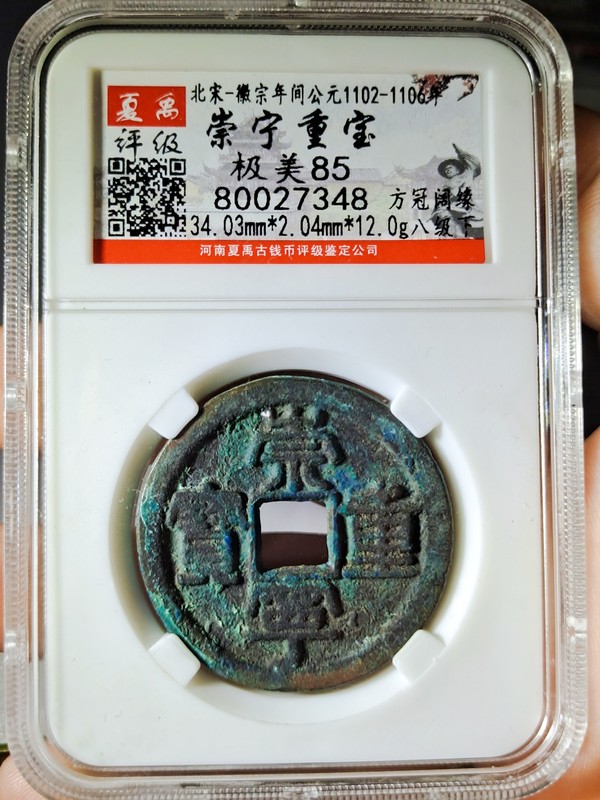 夏禹
评级
北宋-徽宗年间公元1102-1106年
崇宁重宝
极美85
80027348 方冠阔缘
34.03mm*2.04mm*12.0g八级下
河南夏禹古钱币评级鉴定公司
崇
寶 重
寧